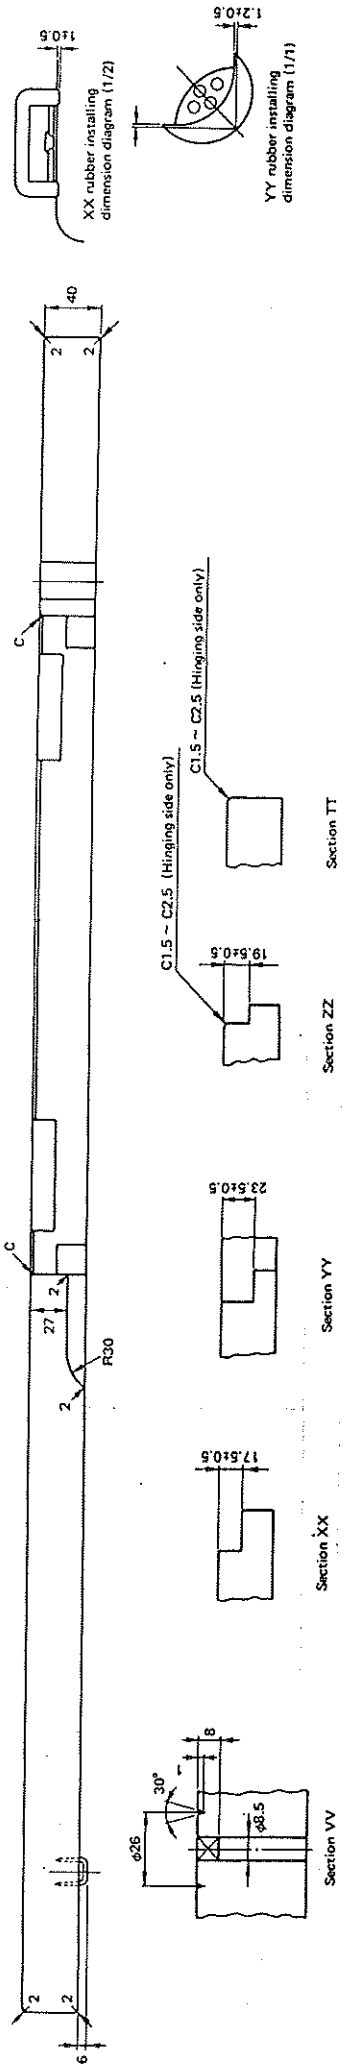 1±0.5
XX rubber installing
dimension diagram (1/2)
1.2±0.5
YY rubber installing
dimension diagram (1/1)
6
2
2
27
C
2
2
R30
C
2
2
40
φ26
30°
1
8
φ8.5
Section VV
17.5±0.5
Section XX
23.5±0.5
Section YY
C1.5 ~ C2.5 (Hinging side only)
19.5±0.5
Section ZZ
C1.5 ~ C2.5 (Hinging side only)
Section TT